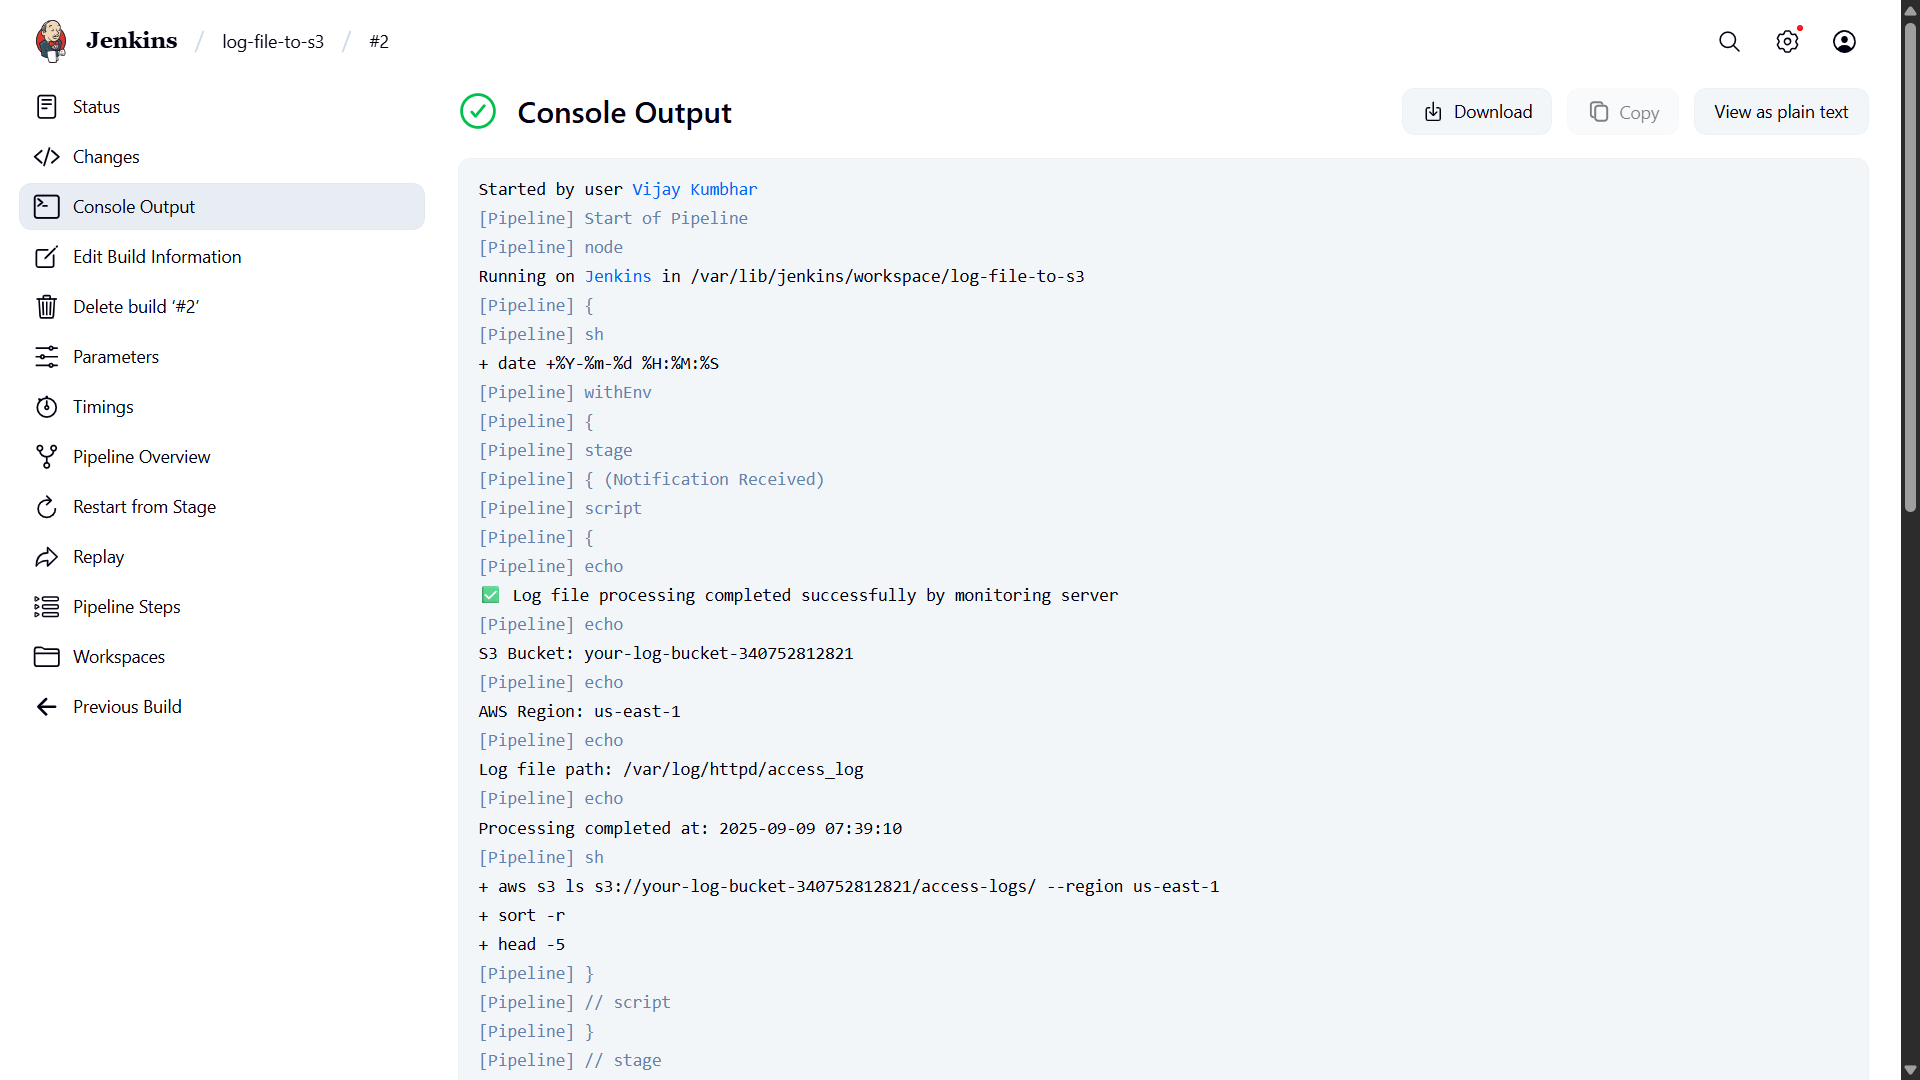 Jenkins / log-file-to-s3 / #2
Status
Changes
Console Output
Edit Build Information
Delete build ‘#2’
Parameters
Timings
Pipeline Overview
Restart from Stage
Replay
Pipeline Steps
Workspaces
Previous Build
Console Output
Download
Copy
View as plain text
Started by user Vijay Kumbhar
[Pipeline] Start of Pipeline
[Pipeline] node
Running on Jenkins in /var/lib/jenkins/workspace/log-file-to-s3
[Pipeline] {
[Pipeline] sh
+ date +%Y-%m-%d %H:%M:%S
[Pipeline] withEnv
[Pipeline] {
[Pipeline] stage
[Pipeline] { (Notification Received)
[Pipeline] script
[Pipeline] {
[Pipeline] echo
✅ Log file processing completed successfully by monitoring server
[Pipeline] echo
S3 Bucket: your-log-bucket-340752812821
[Pipeline] echo
AWS Region: us-east-1
[Pipeline] echo
Log file path: /var/log/httpd/access_log
[Pipeline] echo
Processing completed at: 2025-09-09 07:39:10
[Pipeline] sh
+ aws s3 ls s3://your-log-bucket-340752812821/access-logs/ --region us-east-1
+ sort -r
+ head -5
[Pipeline] }
[Pipeline] // script
[Pipeline] }
[Pipeline] // stage